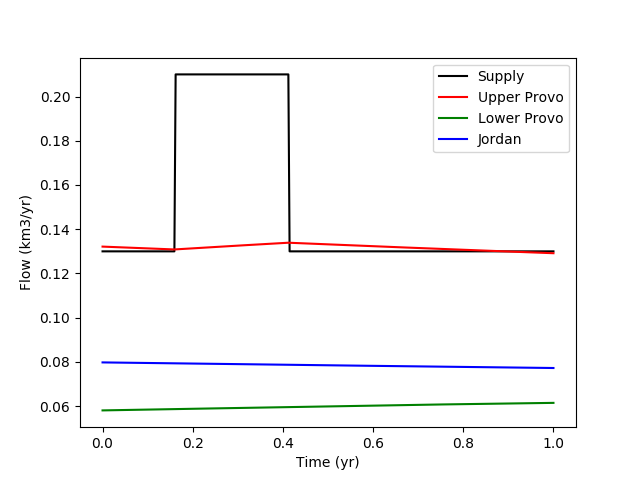 Supply
Upper Provo
Lower Provo
Jordan
0.20
0.18
0.16
0.14
0.12
0.10
0.08
0.06
Flow (km3/yr)
0.0 0.2 0.4 0.6 0.8 1.0
Time (yr)